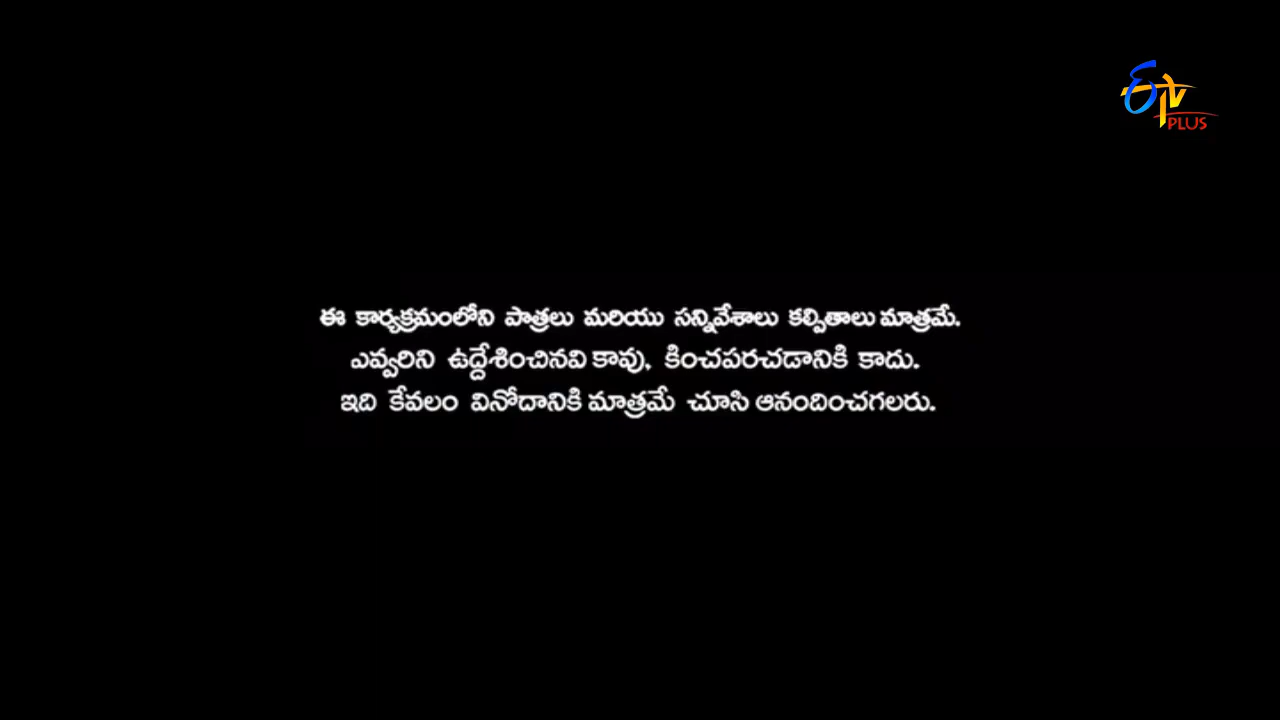 ETV
PLUS
ఈ కార్యక్రమంలోని పాత్రలు మరియు సన్నివేశాలు కల్పితాలు మాత్రమే.
ఎవ్వరిని ఉద్దేశించినవి కావు, కించపరచడానికి కాదు.
ఇది కేవలం వినోదానికి మాత్రమే చూసి ఆనందించగలరు.